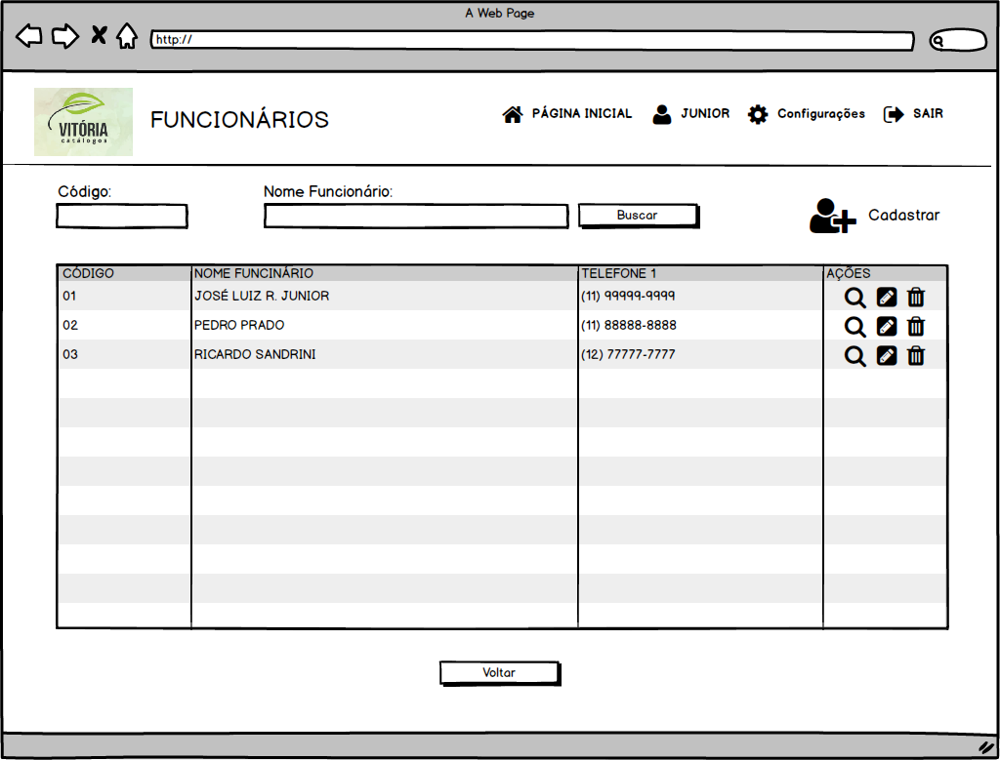 A Web Page
http://
VITÓRIA
catálogos
FUNCIONÁRIOS
PÁGINA INICIAL
JUNIOR
Configurações
SAIR
Código:
Nome Funcionário:
Buscar
Cadastrar
CÓDIGO NOME FUNCINÁRIO TELEFONE 1 AÇÕES
01 JOSÉ LUIZ R. JUNIOR (11) 99999-9999
02 PEDRO PRADO (11) 88888-8888
03 RICARDO SANDRINI (12) 77777-7777
Voltar